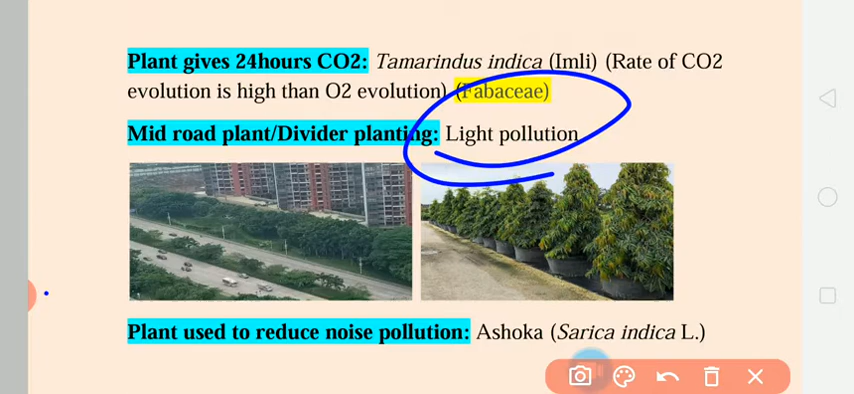 Plant gives 24hours CO2: Tamarindus indica (Imli) (Rate of CO2
evolution is high than O2 evolution) (Fabaceae)
Mid road plant/Divider planting: Light pollution
Plant used to reduce noise pollution: Ashoka (Sarica indica L.)